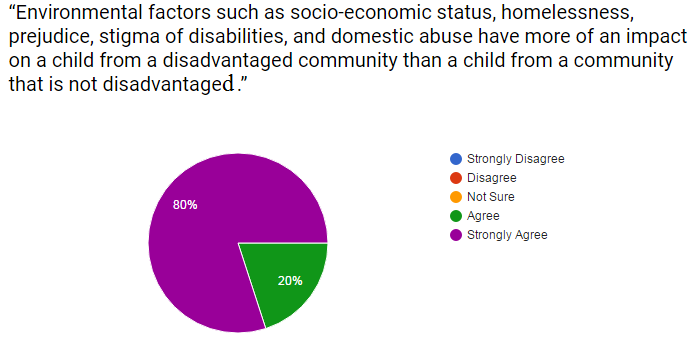 “Environmental factors such as socio-economic status, homelessness,
prejudice, stigma of disabilities, and domestic abuse have more of an impact
on a child from a disadvantaged community than a child from a community
that is not disadvantaged.”
80%
20%
Strongly Disagree
Disagree
Not Sure
Agree
Strongly Agree